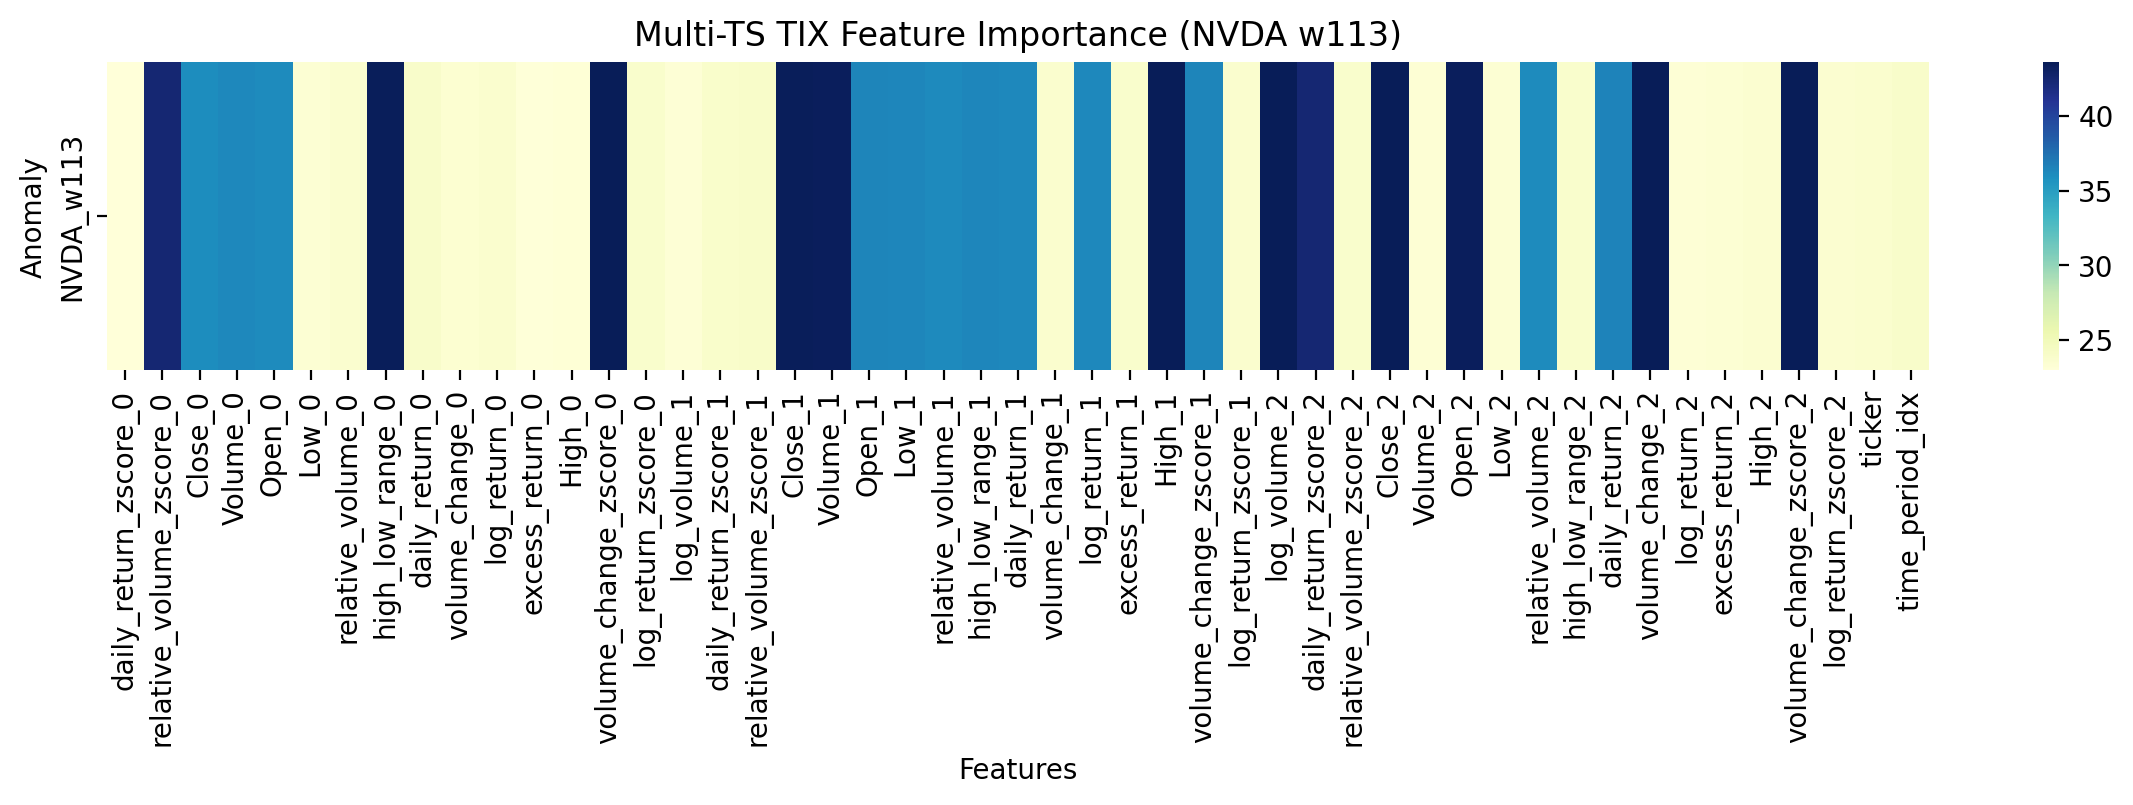 Multi-TS TIX Feature Importance (NVDA w113)
Anomaly
NVDA_w113
40
35
30
25
daily_return_zscore_0
relative_volume_zscore_0
Close_0
Volume_0
Open_0
Low_0
relative_volume_0
high_low_range_0
daily_return_0
volume_change_0
log_return_0
excess_return_0
High_0
volume_change_zscore_0
log_return_zscore_0
log_volume_1
daily_return_zscore_1
relative_volume_zscore_1
Close_1
Volume_1
Open_1
Low_1
relative_volume_1
high_low_range_1
daily_return_1
volume_change_1
log_return_1
excess_return_1
High_1
volume_change_zscore_1
log_return_zscore_1
log_volume_2
daily_return_zscore_2
relative_volume_zscore_2
Close_2
Volume_2
Open_2
Low_2
relative_volume_2
high_low_range_2
daily_return_2
volume_change_2
log_return_2
excess_return_2
High_2
volume_change_zscore_2
log_return_zscore_2
ticker
time_period_idx
Features